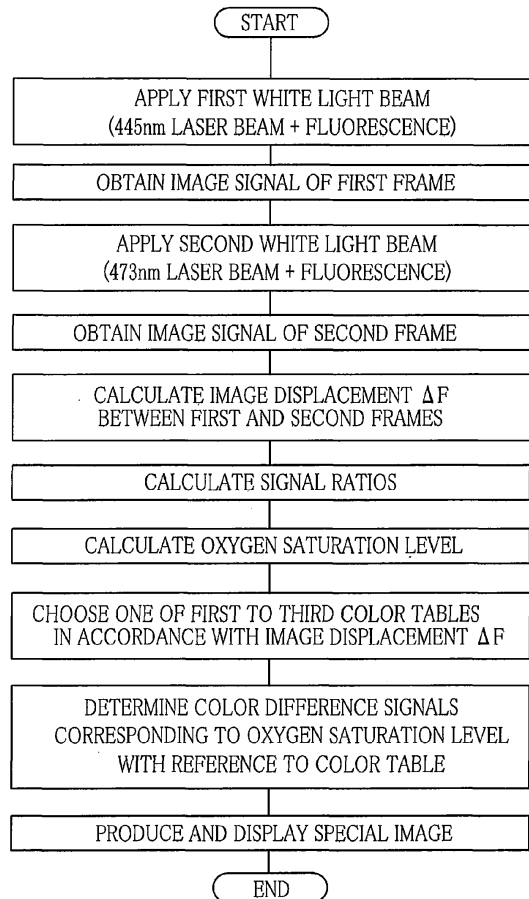 START
APPLY FIRST WHITE LIGHT BEAM
(445nm LASER BEAM + FLUORESCENCE)
OBTAIN IMAGE SIGNAL OF FIRST FRAME
APPLY SECOND WHITE LIGHT BEAM
(473nm LASER BEAM + FLUORESCENCE)
OBTAIN IMAGE SIGNAL OF SECOND FRAME
CALCULATE IMAGE DISPLACEMENT ΔF
BETWEEN FIRST AND SECOND FRAMES
CALCULATE SIGNAL RATIOS
CALCULATE OXYGEN SATURATION LEVEL
CHOOSE ONE OF FIRST TO THIRD COLOR TABLES
IN ACCORDANCE WITH IMAGE DISPLACEMENT ΔF
DETERMINE COLOR DIFFERENCE SIGNALS
CORRESPONDING TO OXYGEN SATURATION LEVEL
WITH REFERENCE TO COLOR TABLE
PRODUCE AND DISPLAY SPECIAL IMAGE
END